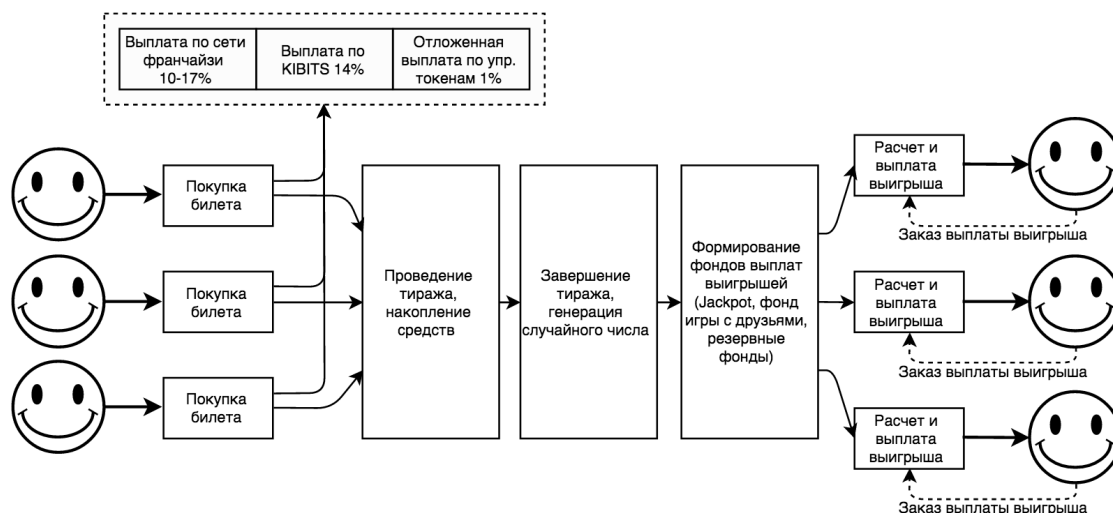 Выплата по сети
франчайзи
10-17%
Выплата по
KIBITS 14%
Отложенная
выплата по упр.
токенам 1%
Покупка
билета
Покупка
билета
Покупка
билета
Проведение
тиража,
накопление
средств
Завершение
тиража,
генерация
случайного числа
Формирование
фондов выплат
выигрышей
(Jackpot, фонд
игры с друзьями,
резервные
фонды)
Расчет и
выплата
выигрыша
Заказ выплаты выигрыша
Расчет и
выплата
выигрыша
Заказ выплаты выигрыша
Расчет и
выплата
выигрыша
Заказ выплаты выигрыша